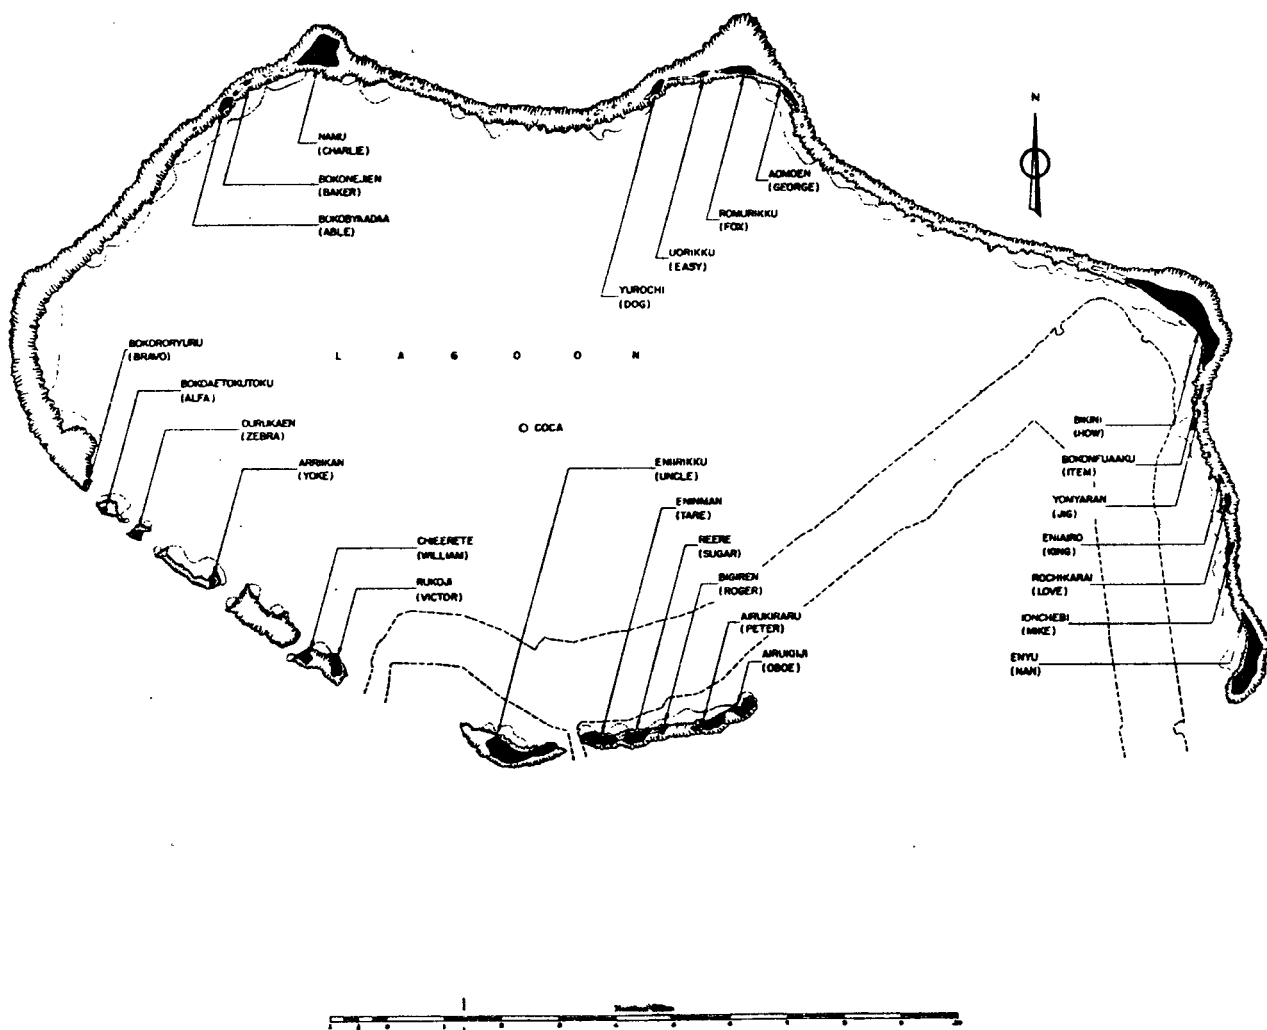 N
NAMU
(CHARLIE)
BOKONEJIEN
(BAKER)
BOKOBYAADAA
(ABLE)
AOMOEN
(GEORGE)
ROMURIKKU
(FOX)
UORIKKU
(EASY)
YUROCHI
(DOG)
BOKORORYURU
(BRAVO)
L A G O O N
BOKOAETOKUTOKU
(ALFA)
OURUKAEN
(ZEBRA)
COCA
ARRIIKAN
(YOKE)
ENIIRIKKU
(UNCLE)
ENINMAN
(TARE)
REERE
(SUGAR)
BIGIREN
(ROGER)
AIRUKIRARU
(PETER)
AIRUKIIJI
(OBOE)
CHIEERETE
(WILLIAM)
RUKOJI
(VICTOR)
BIKINI
(HOW)
BOKONFUAAKU
(ITEM)
YOMYARAN
(JIG)
ENIAIRO
(KING)
ROCHIKARAI
(LOVE)
IONCHEBI
(MIKE)
ENYU
(NAN)